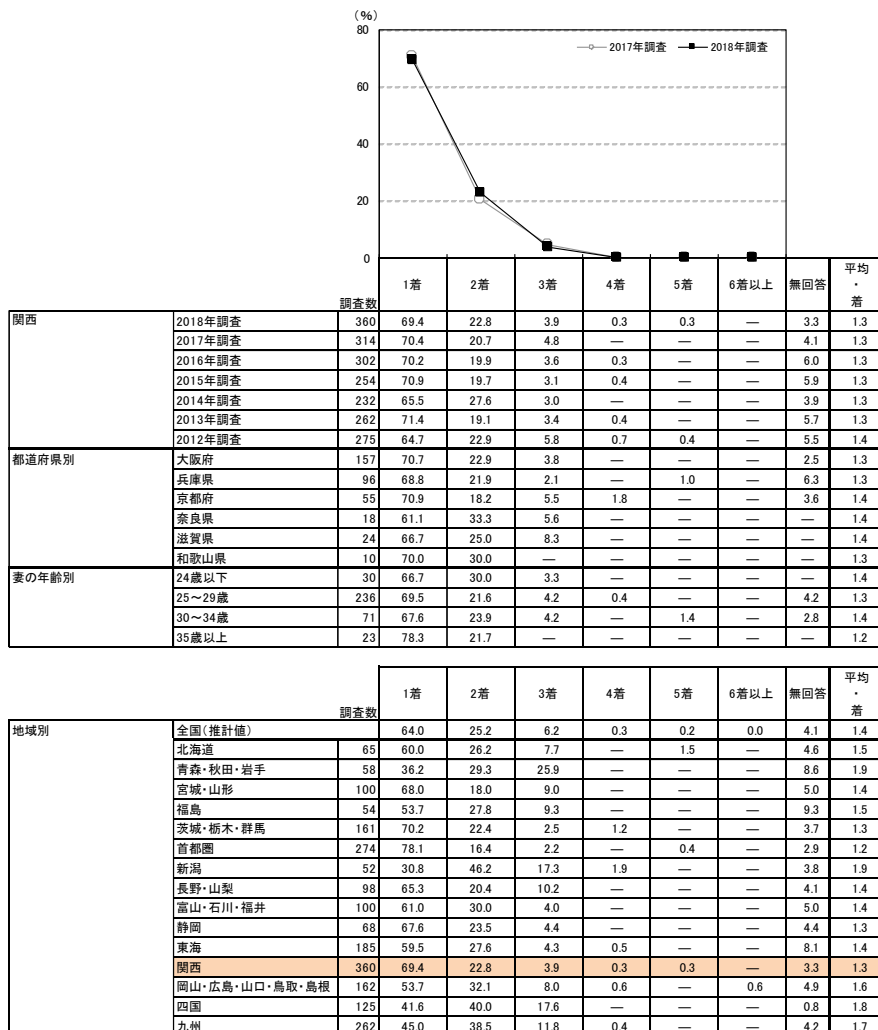 (%)
80
60
40
20
0
2017年調査 2018年調査
調査数 1着 2着 3着 4着 5着 6着以上 無回答 平均・着
関西 2018年調査 360 69.4 22.8 3.9 0.3 0.3 — 3.3 1.3
2017年調査 314 70.4 20.7 4.8 — — — 4.1 1.3
2016年調査 302 70.2 19.9 3.6 0.3 — — 6.0 1.3
2015年調査 254 70.9 19.7 3.1 0.4 — — 5.9 1.3
2014年調査 232 65.5 27.6 3.0 — — — 3.9 1.3
2013年調査 262 71.4 19.1 3.4 0.4 — — 5.7 1.3
2012年調査 275 64.7 22.9 5.8 0.7 0.4 — 5.5 1.4
都道府県別 大阪府 157 70.7 22.9 3.8 — — — 2.5 1.3
兵庫県 96 68.8 21.9 2.1 — 1.0 — 6.3 1.3
京都府 55 70.9 18.2 5.5 1.8 — — 3.6 1.4
奈良県 18 61.1 33.3 5.6 — — — — 1.4
滋賀県 24 66.7 25.0 8.3 — — — — 1.4
和歌山県 10 70.0 30.0 — — — — — 1.3
妻の年齢別 24歳以下 30 66.7 30.0 3.3 — — — — 1.4
25～29歳 236 69.5 21.6 4.2 0.4 — — 4.2 1.3
30～34歳 71 67.6 23.9 4.2 — 1.4 — 2.8 1.4
35歳以上 23 78.3 21.7 — — — — — 1.2
調査数 1着 2着 3着 4着 5着 6着以上 無回答 平均・着
地域別 全国(推計値) 64.0 25.2 6.2 0.3 0.2 0.0 4.1 1.4
北海道 65 60.0 26.2 7.7 — 1.5 — 4.6 1.5
青森・秋田・岩手 58 36.2 29.3 25.9 — — — 8.6 1.9
宮城・山形 100 68.0 18.0 9.0 — — — 5.0 1.4
福島 54 53.7 27.8 9.3 — — — 9.3 1.5
茨城・栃木・群馬 161 70.2 22.4 2.5 1.2 — — 3.7 1.3
首都圏 274 78.1 16.4 2.2 — 0.4 — 2.9 1.2
新潟 52 30.8 46.2 17.3 1.9 — — 3.8 1.9
長野・山梨 98 65.3 20.4 10.2 — — — 4.1 1.4
富山・石川・福井 100 61.0 30.0 4.0 — — — 5.0 1.4
静岡 68 67.6 23.5 4.4 — — — 4.4 1.3
東海 185 59.5 27.6 4.3 0.5 — — 8.1 1.4
関西 360 69.4 22.8 3.9 0.3 0.3 — 3.3 1.3
岡山・広島・山口・鳥取・島根 162 53.7 32.1 8.0 0.6 — 0.6 4.9 1.6
四国 125 41.6 40.0 17.6 — — — 0.8 1.8
九州 262 45.0 38.5 11.8 0.4 — — 4.2 1.7